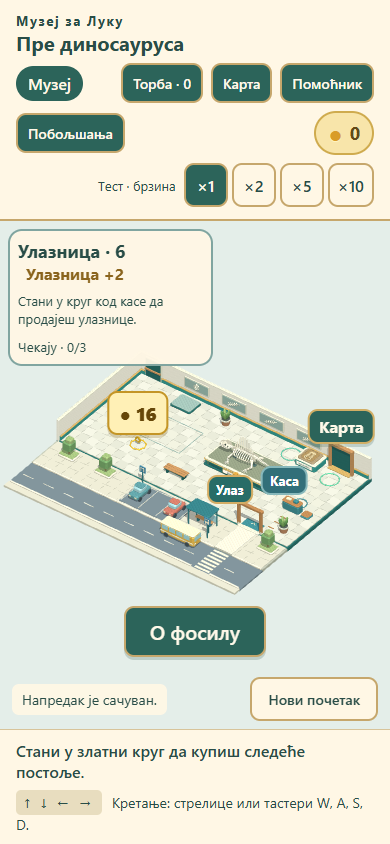 Музеј за Луку
Пре диносауруса
Музеј
Торба · 0
Карта
Помоћник
Побољшања
0
Тест · брзина
×1
×2
×5
×10
Улазница · 6
Улазница +2
Стани у круг код касе да
продајеш улазнице.
Чекају · 0/3
16
Карта
Каса
Улаз
О фосилу
Напредак је сачуван.
Нови почетак
Стани у златни круг да купиш следеће
постоље.
↑ ↓ ← → Кретање: стрелице или тастери W, A, S,
D.